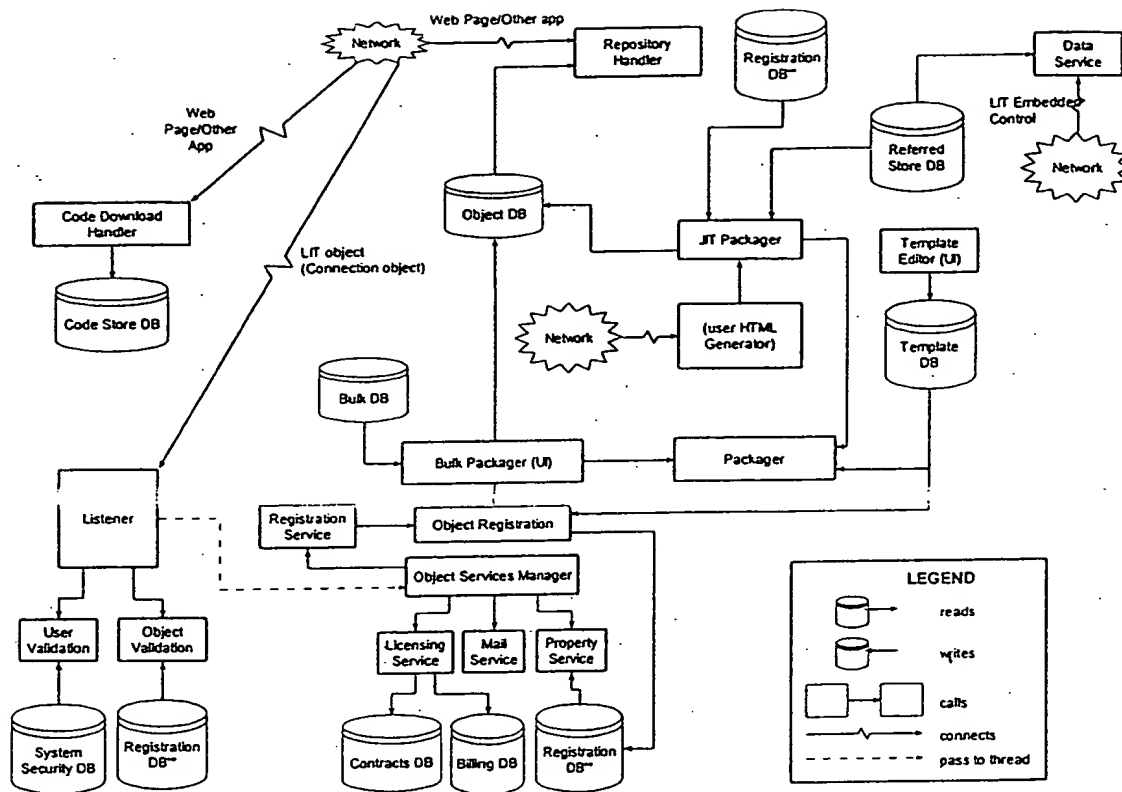 Web Page/Other app
Network
Repository
Handler
Registration
DB**
Data
Service
Web
Page/Other
App
LIT Embedded
Control
Referred
Store DB
Network
Code Download
Handler
Object DB
LIT object
(Connection object)
JIT Packager
Template
Editor (UI)
Code Store DB
Network
(user HTML
Generator)
Template
DB
Bulk DB
Bulk Packager (UI)
Packager
Listener
Registration
Service
Object Registration
Object Services Manager
User
Validation
Object
Validation
Licensing
Service
Mail
Service
Property
Service
System
Security DB
Registration
DB**
Contracts DB
Billing DB
Registration
DB**
LEGEND
reads
writes
calls
connects
pass to thread